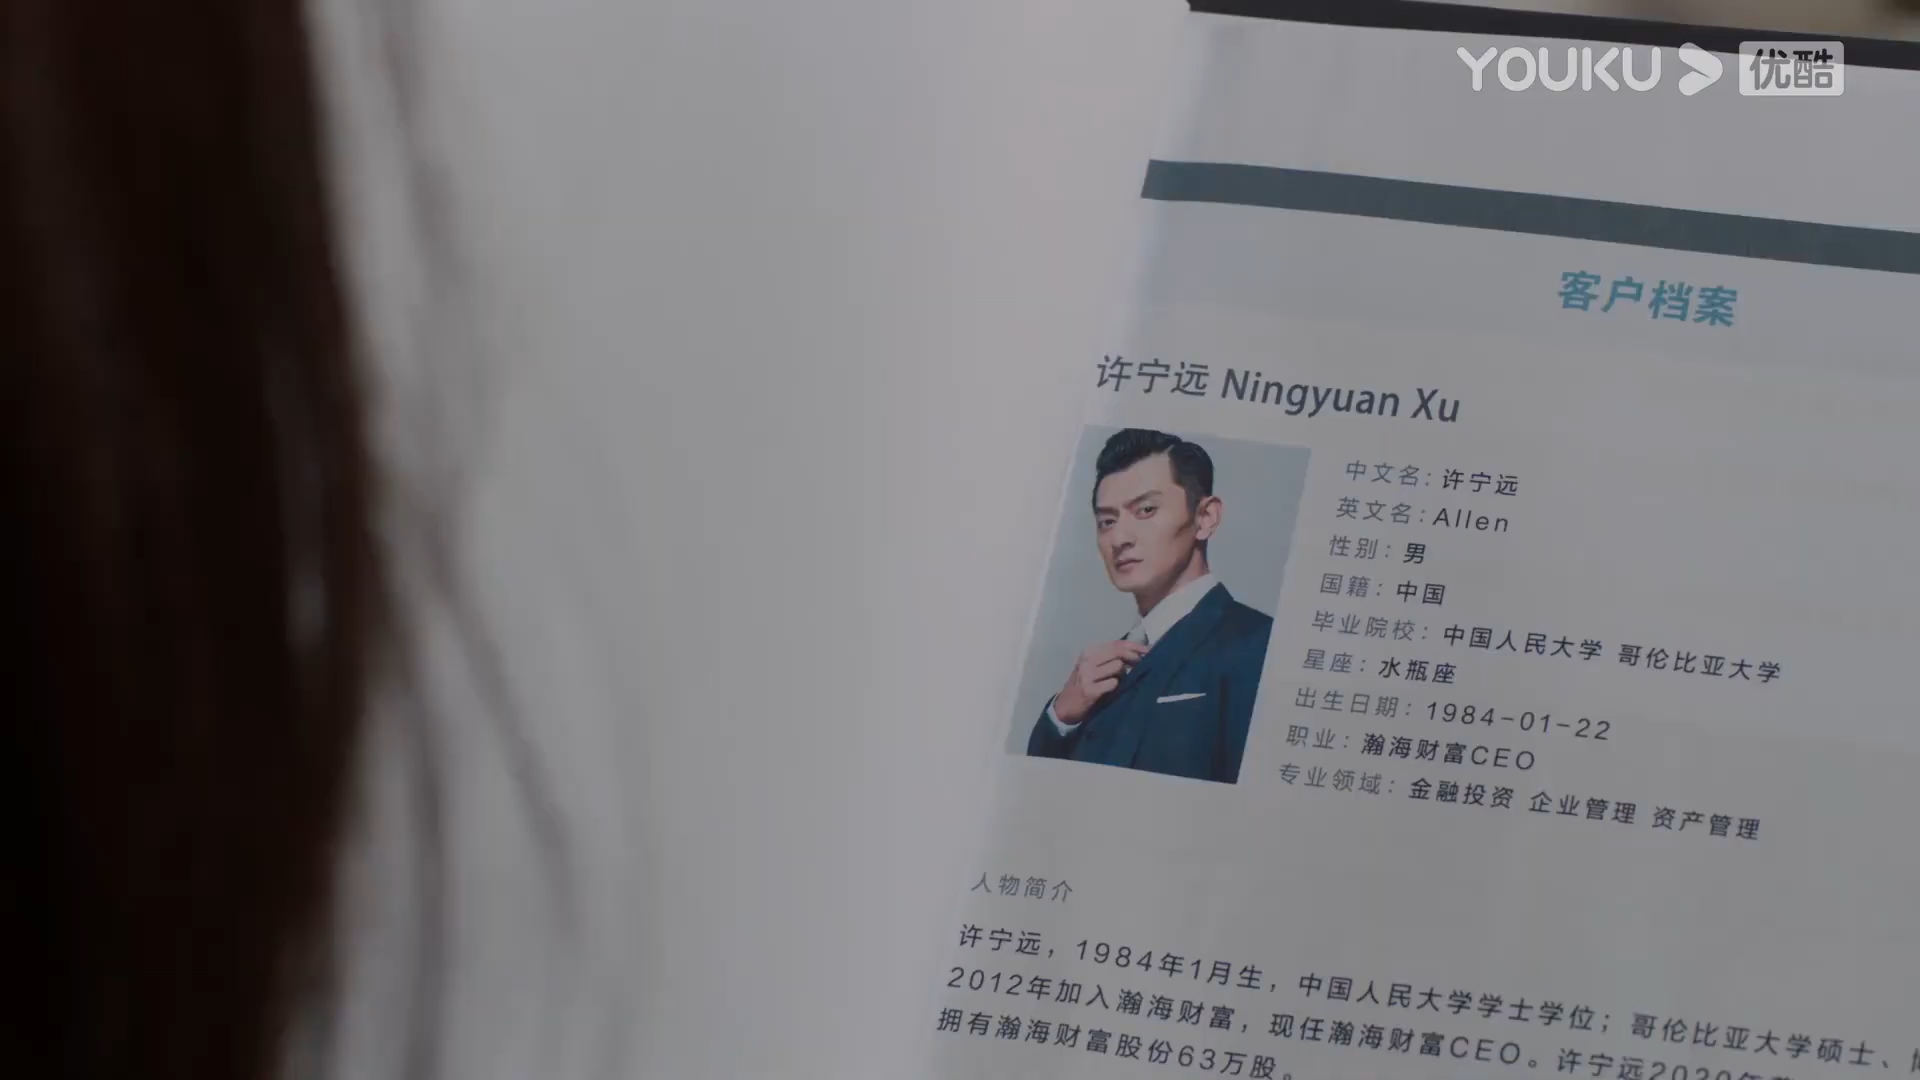 YOUKU 优酷
客户档案
许宁远 Ningyuan Xu
中文名：许宁远
英文名：Allen
性别：男
国籍：中国
毕业院校：中国人民大学 哥伦比亚大学
星座：水瓶座
出生日期：1984-01-22
职业：瀚海财富CEO
专业领域：金融投资 企业管理 资产管理
人物简介
许宁远，1984年1月生，中国人民大学学士学位；哥伦比亚大学硕士、
2012年加入瀚海财富，现任瀚海财富CEO。许宁远2020年
拥有瀚海财富股份63万股。